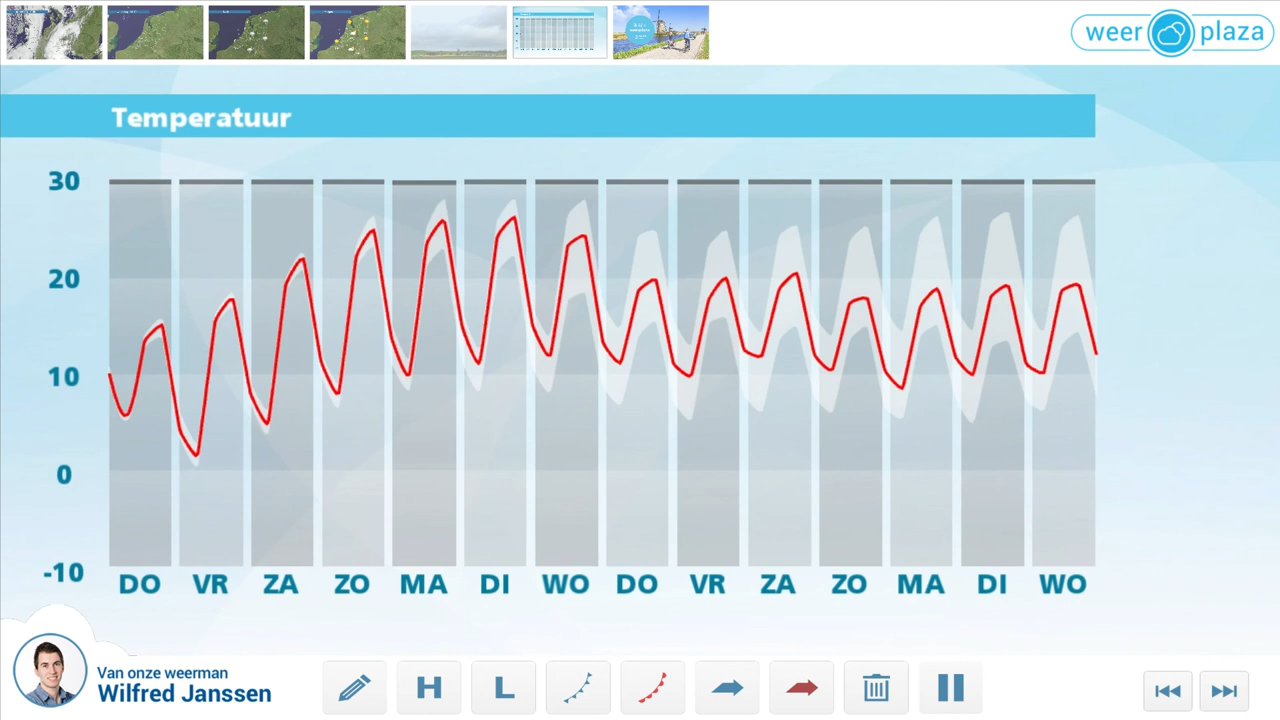 weer plaza
Temperatuur
30
20
10
0
-10
DO VR ZA ZO MA DI WO DO VR ZA ZO MA DI WO
Van onze weerman
Wilfred Janssen
H L